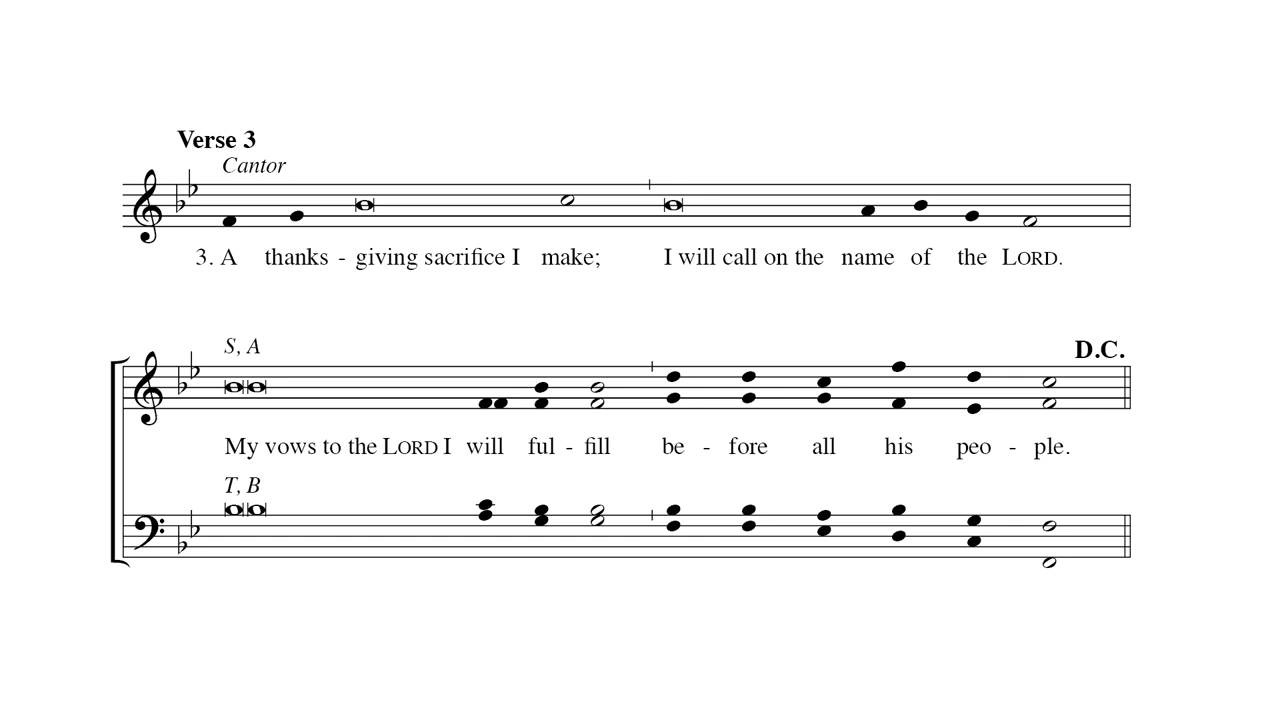 Verse 3
Cantor
3. A thanks - giving sacrifice I make; I will call on the name of the LORD.
S, A
D.C.
My vows to the LORD I will ful - fill be - fore all his peo - ple.
T, B